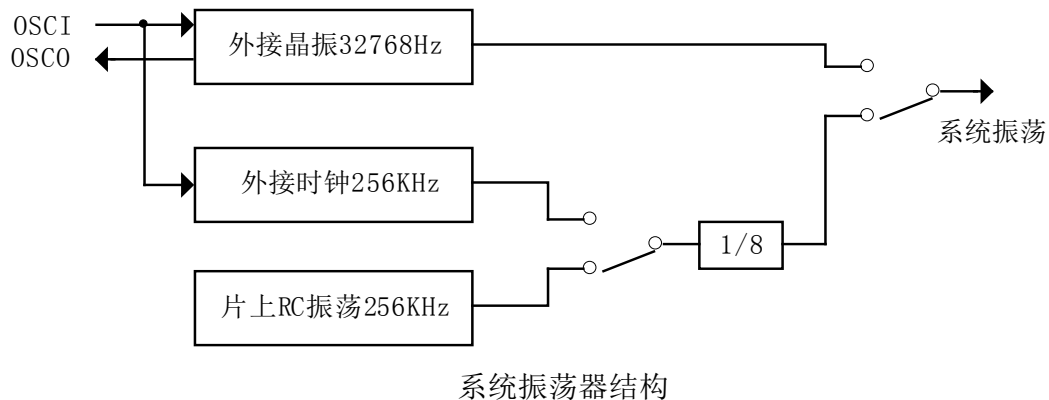 OSCI
OSCO
外接晶振32768Hz
系统振荡
外接时钟256KHz
1/8
片上RC振荡256KHz
系统振荡器结构